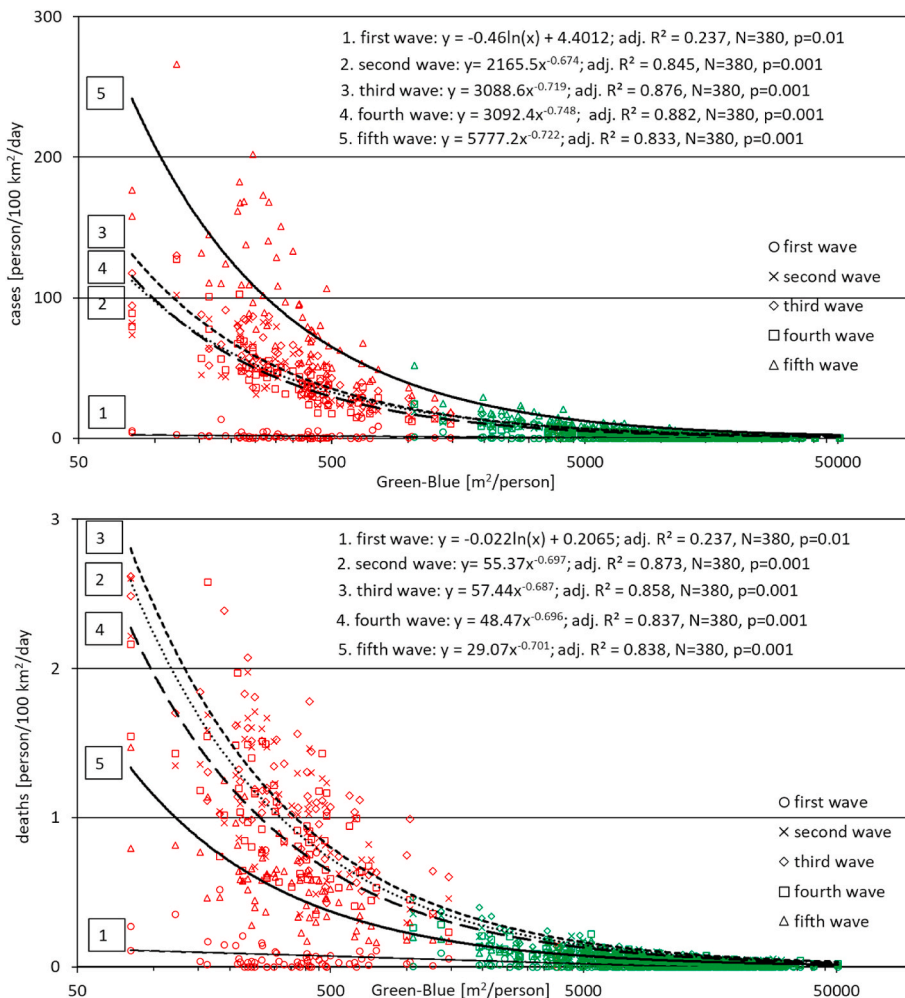 300
1. first wave: y = -0.46ln(x) + 4.4012; adj. R² = 0.237, N=380, p=0.01
2. second wave: y= 2165.5x^-0.674; adj. R² = 0.845, N=380, p=0.001
3. third wave: y = 3088.6x^-0.719; adj. R² = 0.876, N=380, p=0.001
4. fourth wave: y = 3092.4x^-0.748; adj. R² = 0.882, N=380, p=0.001
5. fifth wave: y = 5777.2x^-0.722; adj. R² = 0.833, N=380, p=0.001
5
200
3
4
2
1
100
0
cases [person/100 km²/day]
first wave
second wave
third wave
fourth wave
fifth wave
50
500
5000
50000
Green-Blue [m²/person]
3
1. first wave: y = -0.022ln(x) + 0.2065; adj. R² = 0.237, N=380, p=0.01
2. second wave: y= 55.37x^-0.697; adj. R² = 0.873, N=380, p=0.001
3. third wave: y = 57.44x^-0.687; adj. R² = 0.858, N=380, p=0.001
4. fourth wave: y = 48.47x^-0.696; adj. R² = 0.837, N=380, p=0.001
5. fifth wave: y = 29.07x^-0.701; adj. R² = 0.838, N=380, p=0.001
3
2
4
5
1
2
1
0
deaths [person/100 km²/day]
first wave
second wave
third wave
fourth wave
fifth wave
50
500
5000
50000
Green-Blue [m²/person]